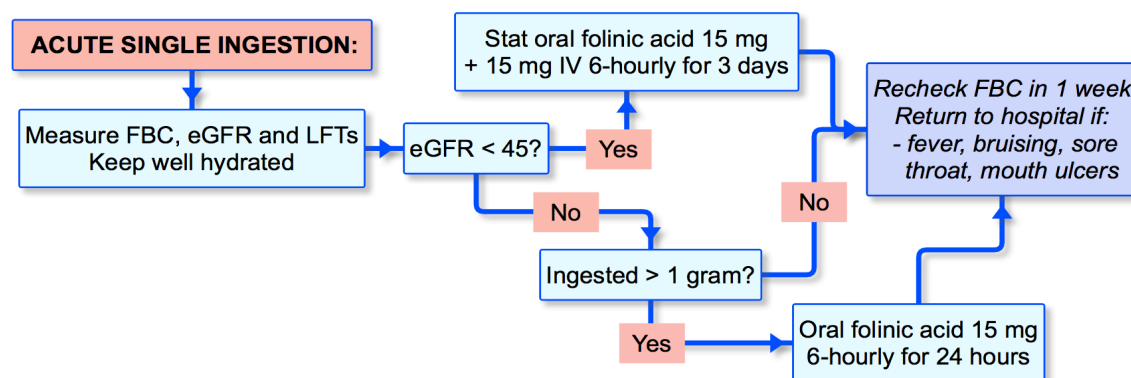 ACUTE SINGLE INGESTION:
Measure FBC, eGFR and LFTs
Keep well hydrated
eGFR < 45?
Yes
Stat oral folinic acid 15 mg
+ 15 mg IV 6-hourly for 3 days
No
Ingested > 1 gram?
No
Yes
Oral folinic acid 15 mg
6-hourly for 24 hours
Recheck FBC in 1 week
Return to hospital if:
- fever, bruising, sore
throat, mouth ulcers